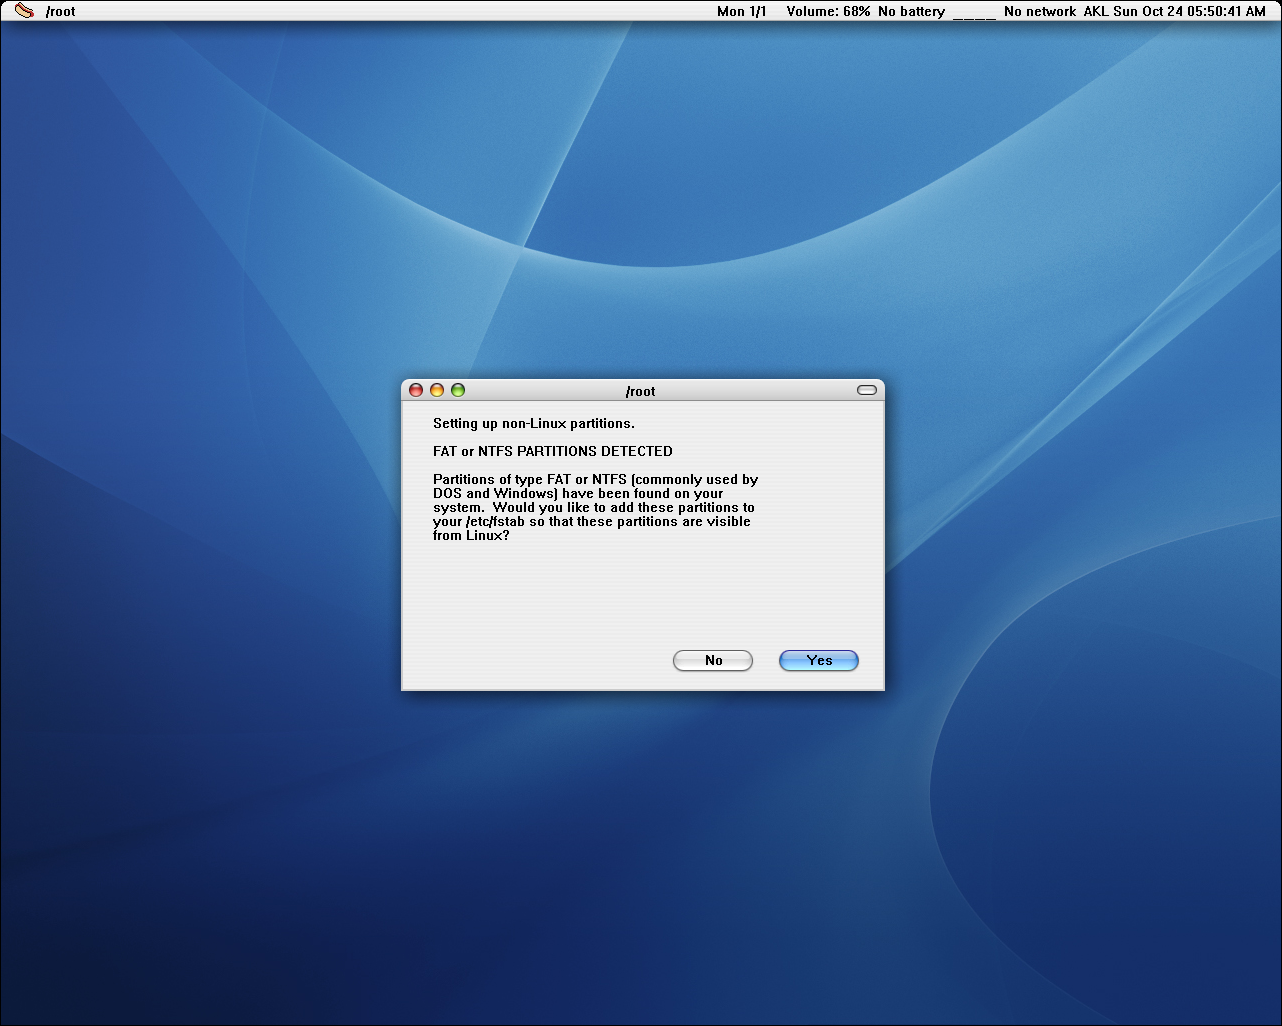 /root
Mon 1/1 Volume: 68% No battery ____ No network AKL Sun Oct 24 05:50:41 AM
/root
Setting up non-Linux partitions.
FAT or NTFS PARTITIONS DETECTED
Partitions of type FAT or NTFS (commonly used by
DOS and Windows) have been found on your
system.  Would you like to add these partitions to
your /etc/fstab so that these partitions are visible
from Linux?
No
Yes